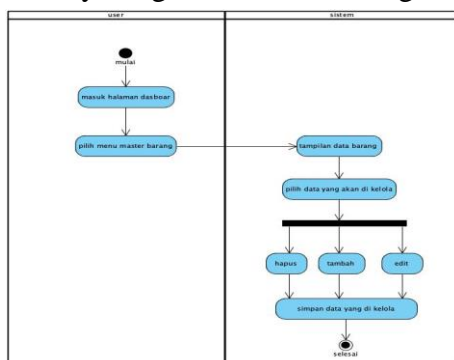 user
sistem
mulai
masuk halaman dasboar
pilih menu master barang
tampilan data barang
pilih data yang akan di kelola
hapus
tambah
edit
simpan data yang di kelola
selesai